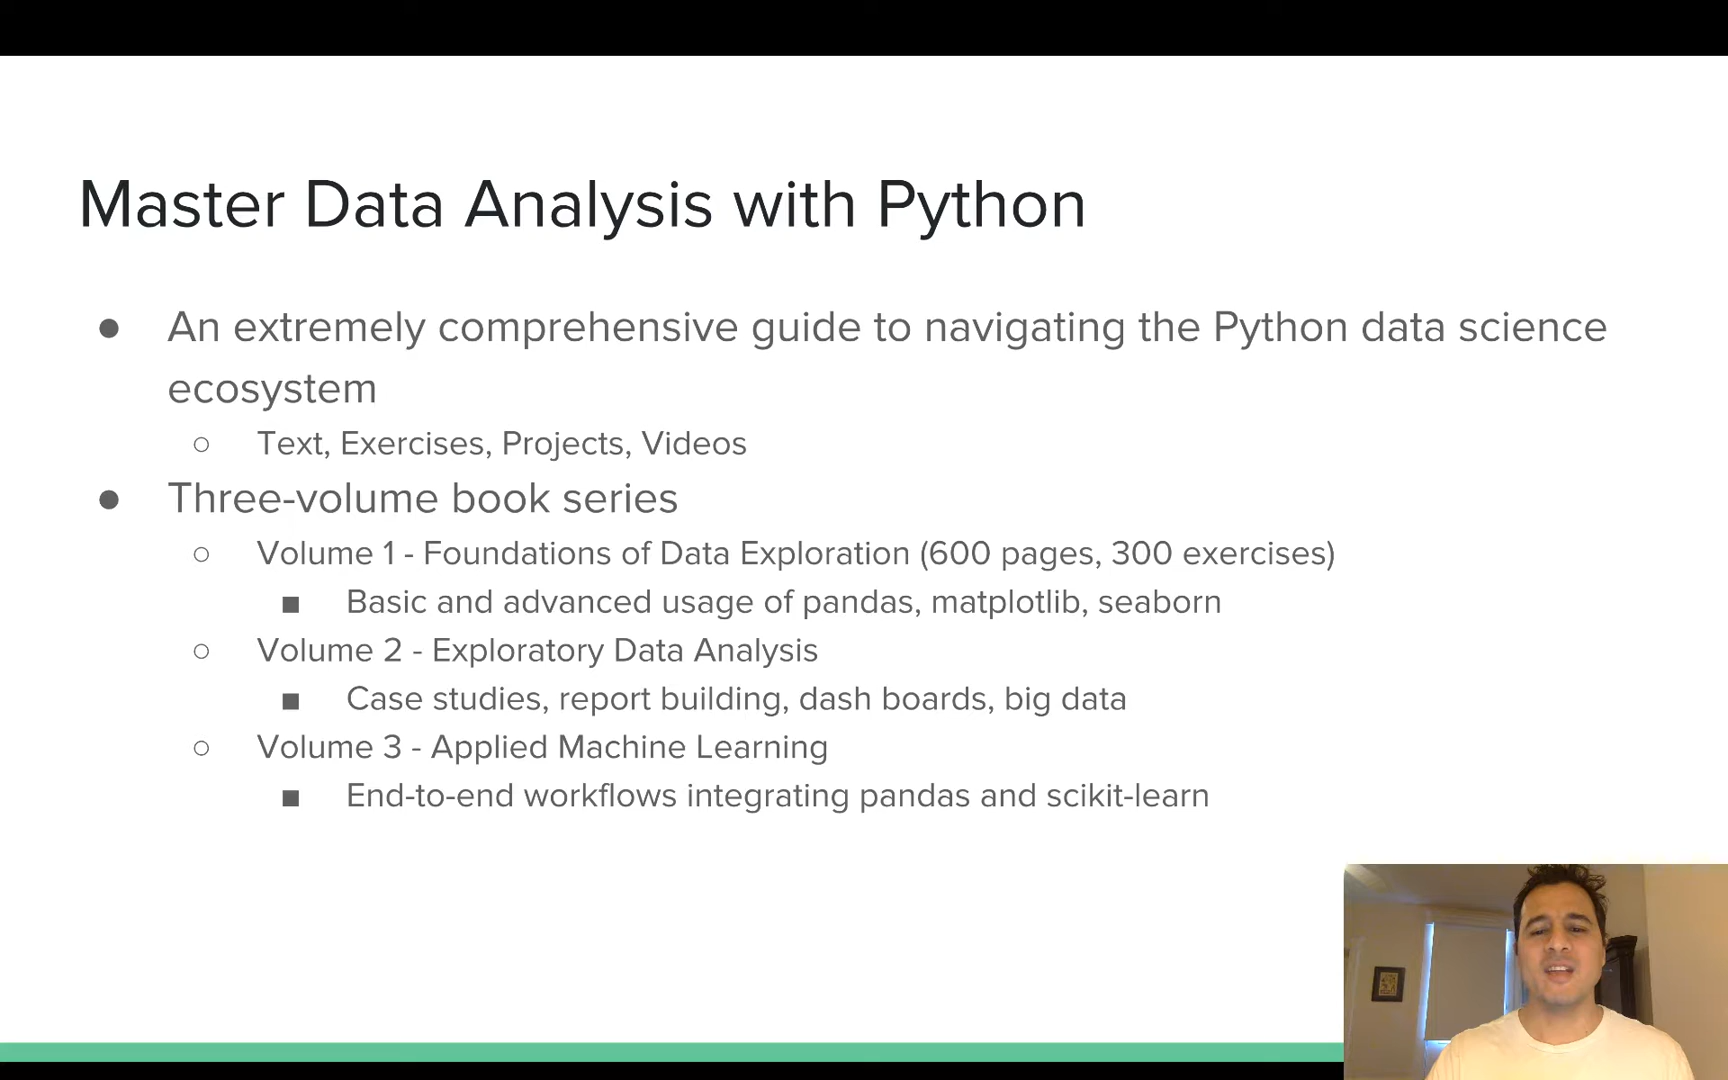 Master Data Analysis with Python
● An extremely comprehensive guide to navigating the Python data science
ecosystem
○ Text, Exercises, Projects, Videos
● Three-volume book series
○ Volume 1 - Foundations of Data Exploration (600 pages, 300 exercises)
■ Basic and advanced usage of pandas, matplotlib, seaborn
○ Volume 2 - Exploratory Data Analysis
■ Case studies, report building, dash boards, big data
○ Volume 3 - Applied Machine Learning
■ End-to-end workflows integrating pandas and scikit-learn